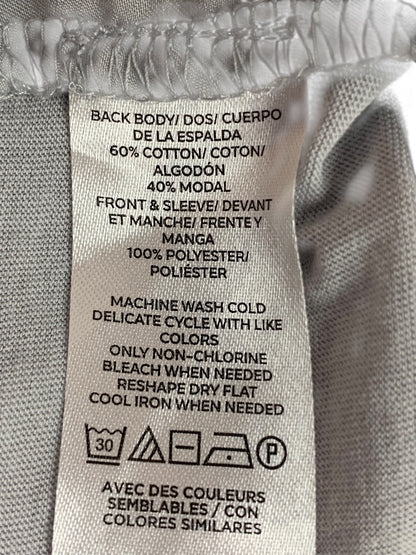 BACK BODY/ DOS/ CUERPO
DE LA ESPALDA
60% COTTON/ COTON/
ALGODÓN
40% MODAL
FRONT & SLEEVE/ DEVANT
ET MANCHE/ FRENTE Y
MANGA
100% POLYESTER/
POLIÉSTER
MACHINE WASH COLD
DELICATE CYCLE WITH LIKE
COLORS
ONLY NON-CHLORINE
BLEACH WHEN NEEDED
RESHAPE DRY FLAT
COOL IRON WHEN NEEDED
30 P
AVEC DES COULEURS
SEMBLABLES/ CON
COLORES SIMILARES